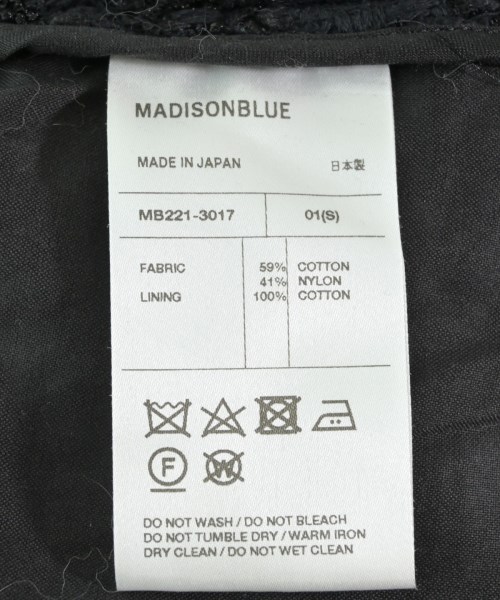 MADISONBLUE
MADE IN JAPAN 日本製
MB221-3017 01(S)
FABRIC 59% COTTON
41% NYLON
LINING 100% COTTON
F W
DO NOT WASH / DO NOT BLEACH
DO NOT TUMBLE DRY / WARM IRON
DRY CLEAN / DO NOT WET CLEAN